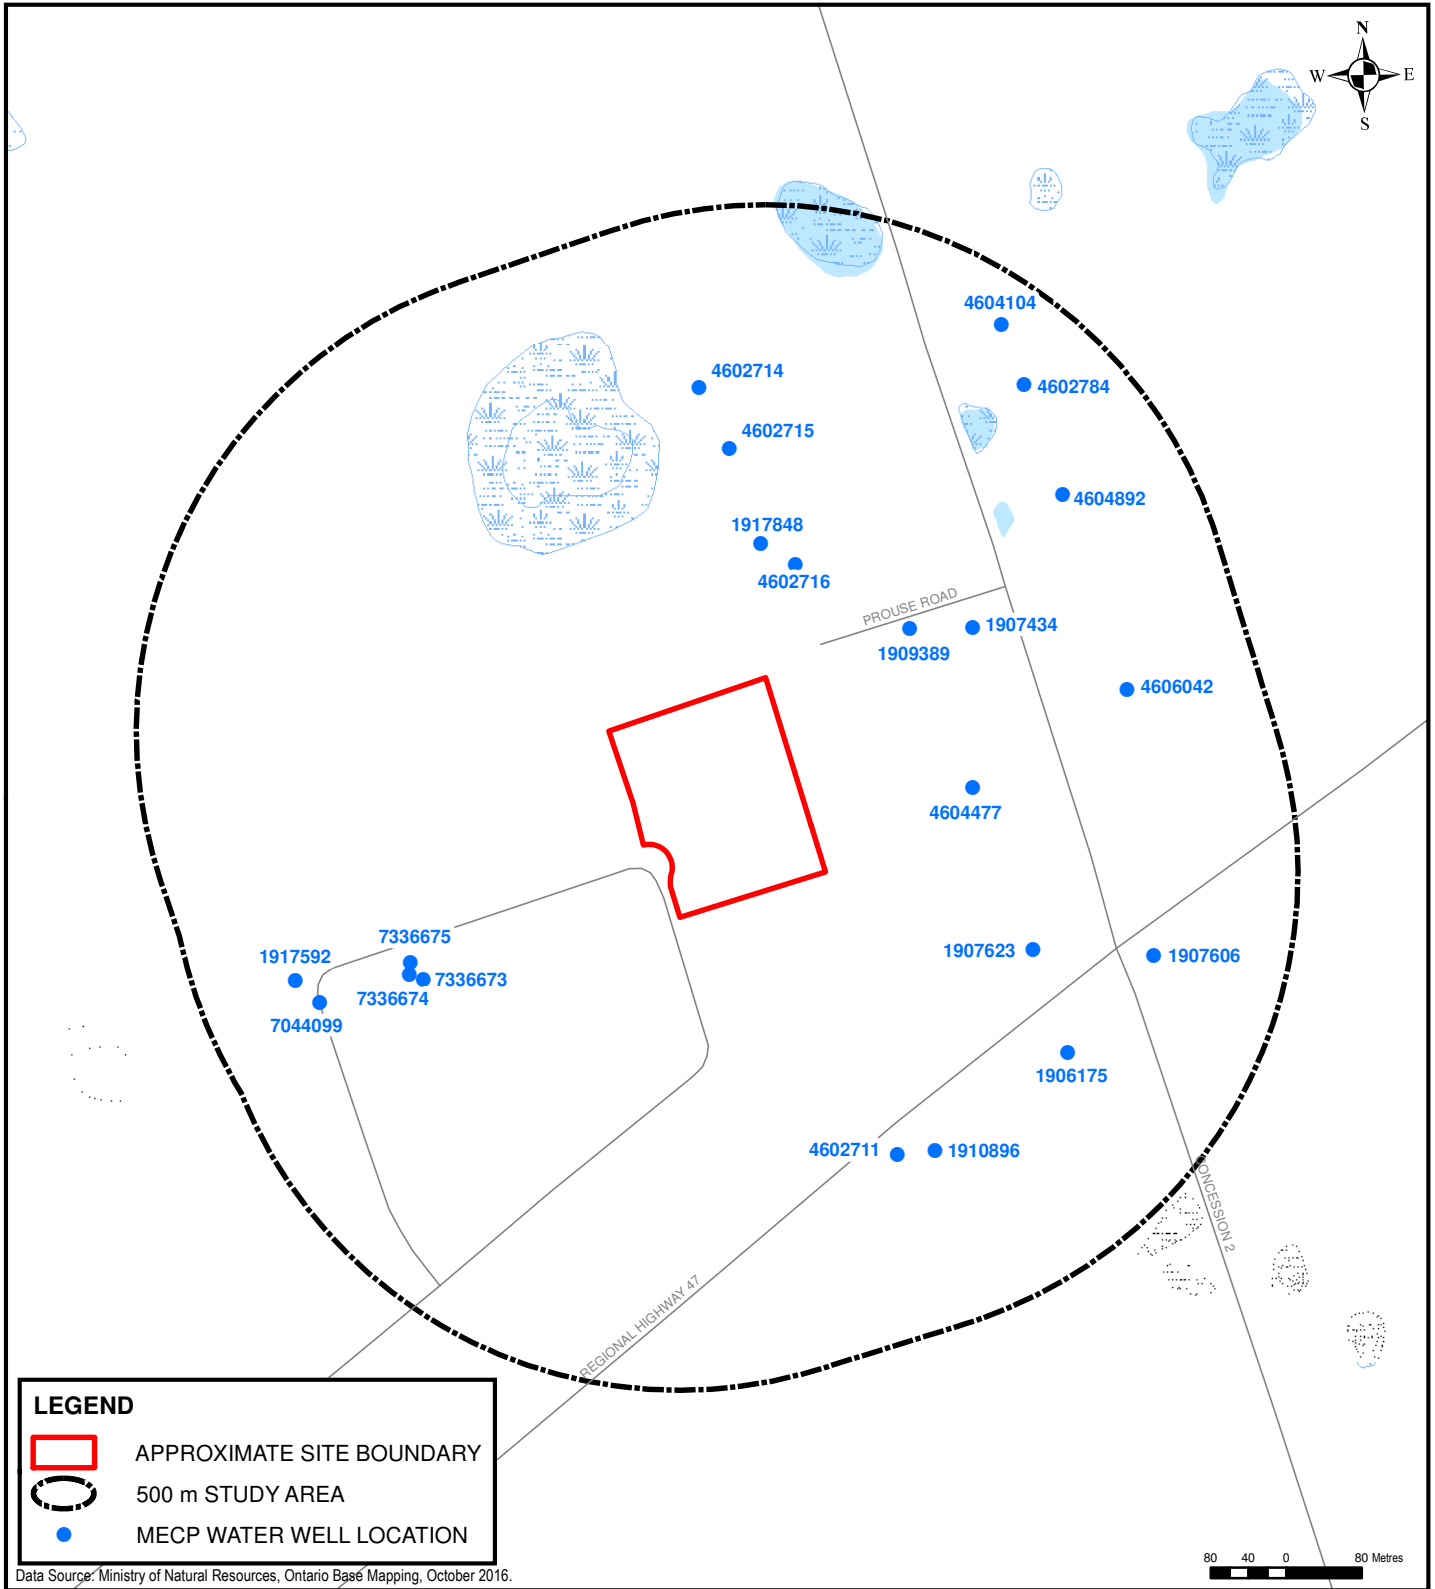 N
W E
S
4604104
4602714
4602784
4602715
4604892
1917848
4602716
PROUSE ROAD
1907434
1909389
4606042
4604477
7336675
1917592
7336673
7336674
7044099
1907623
1907606
1906175
4602711
1910896
CONCESSION 2
REGIONAL HIGHWAY 47
LEGEND
APPROXIMATE SITE BOUNDARY
500 m STUDY AREA
MECP WATER WELL LOCATION
80 40 0 80 Metres
Data Source: Ministry of Natural Resources, Ontario Base Mapping, October 2016.